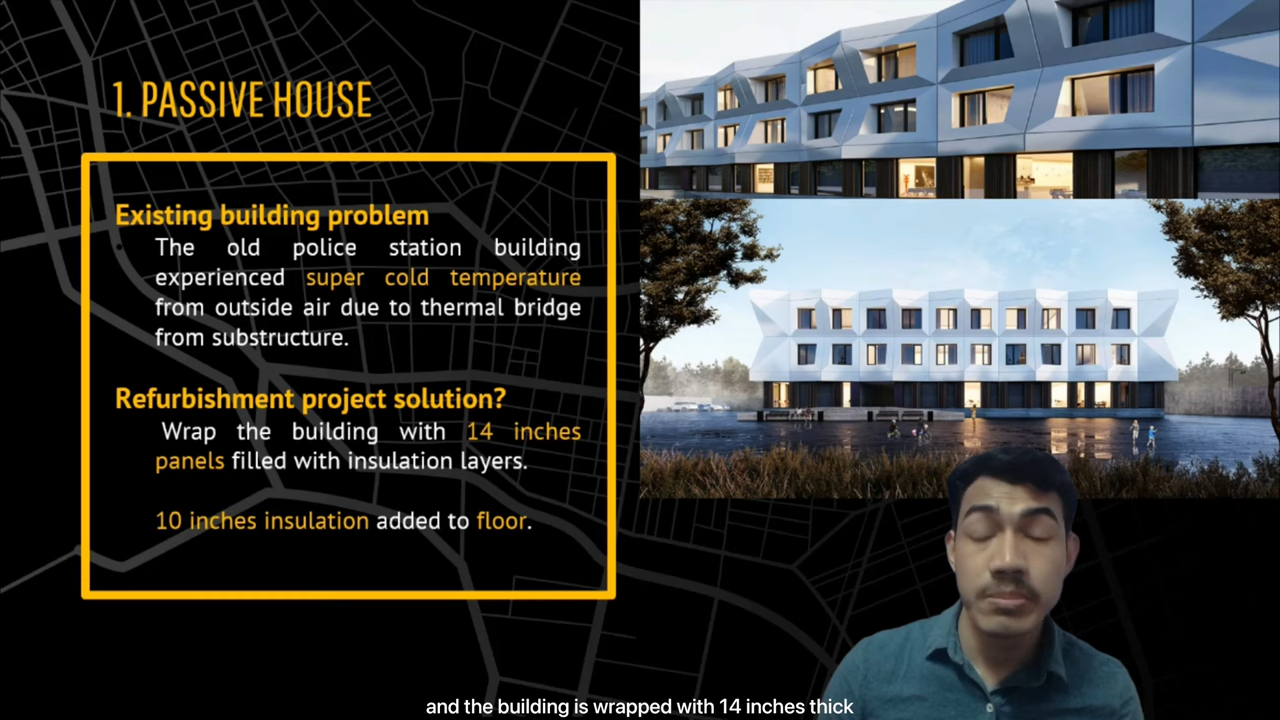 1. PASSIVE HOUSE
Existing building problem
The old police station building
experienced super cold temperature
from outside air due to thermal bridge
from substructure.
Refurbishment project solution?
Wrap the building with 14 inches
panels filled with insulation layers.
10 inches insulation added to floor.
and the building is wrapped with 14 inches thick